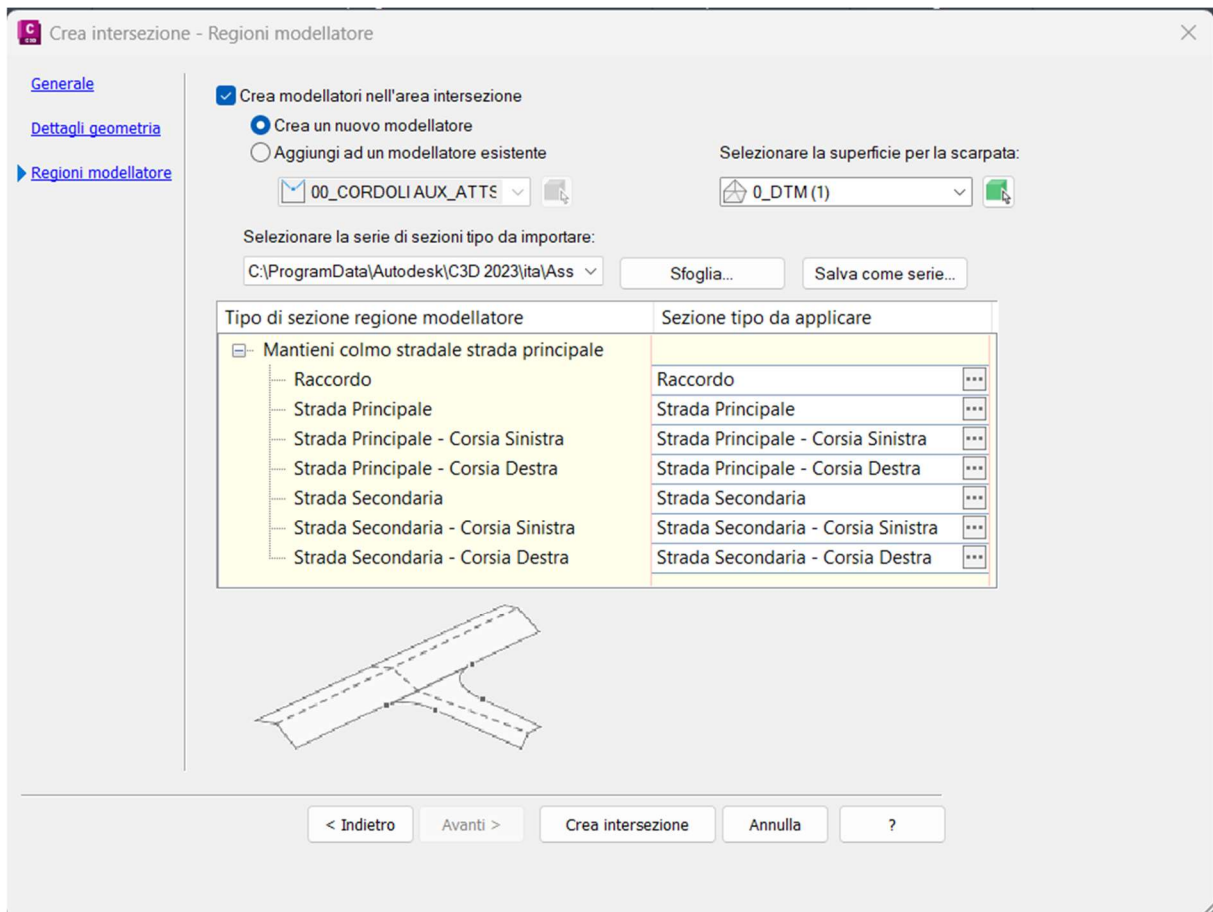 C
C3D
Crea intersezione - Regioni modellatore
Generale
Dettagli geometria
Regioni modellatore
Crea modellatori nell'area intersezione
Crea un nuovo modellatore
Aggiungi ad un modellatore esistente
00_CORDOLI AUX_ATTS
Selezionare la superficie per la scarpata:
0_DTM (1)
Selezionare la serie di sezioni tipo da importare:
C:\ProgramData\Autodesk\C3D 2023\ita\Ass
Sfoglia...
Salva come serie...
Tipo di sezione regione modellatore Sezione tipo da applicare
Mantieni colmo stradale strada principale
Raccordo Raccordo ...
Strada Principale Strada Principale ...
Strada Principale - Corsia Sinistra Strada Principale - Corsia Sinistra ...
Strada Principale - Corsia Destra Strada Principale - Corsia Destra ...
Strada Secondaria Strada Secondaria ...
Strada Secondaria - Corsia Sinistra Strada Secondaria - Corsia Sinistra ...
Strada Secondaria - Corsia Destra Strada Secondaria - Corsia Destra ...
< Indietro Avanti > Crea intersezione Annulla ?